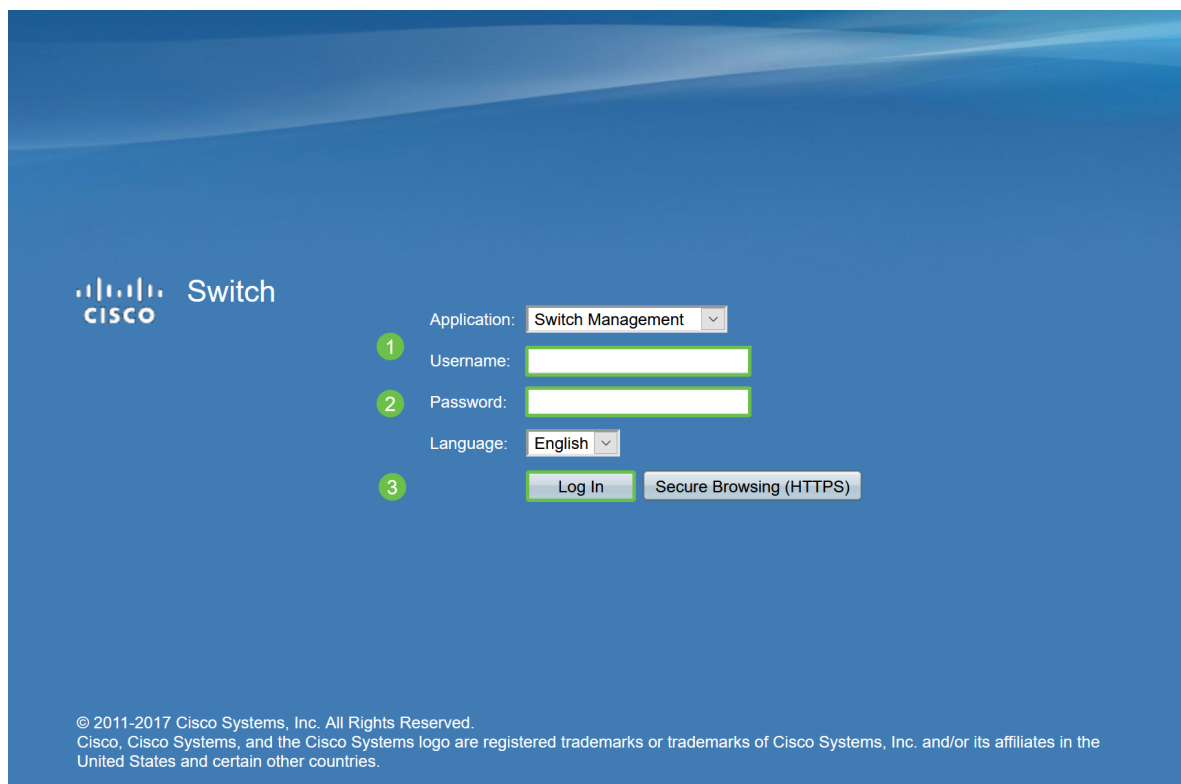 CISCO
Switch
Application: Switch Management
1
Username:
2 Password:
Language: English
3 Log In Secure Browsing (HTTPS)
© 2011-2017 Cisco Systems, Inc. All Rights Reserved.
Cisco, Cisco Systems, and the Cisco Systems logo are registered trademarks or trademarks of Cisco Systems, Inc. and/or its affiliates in the
United States and certain other countries.